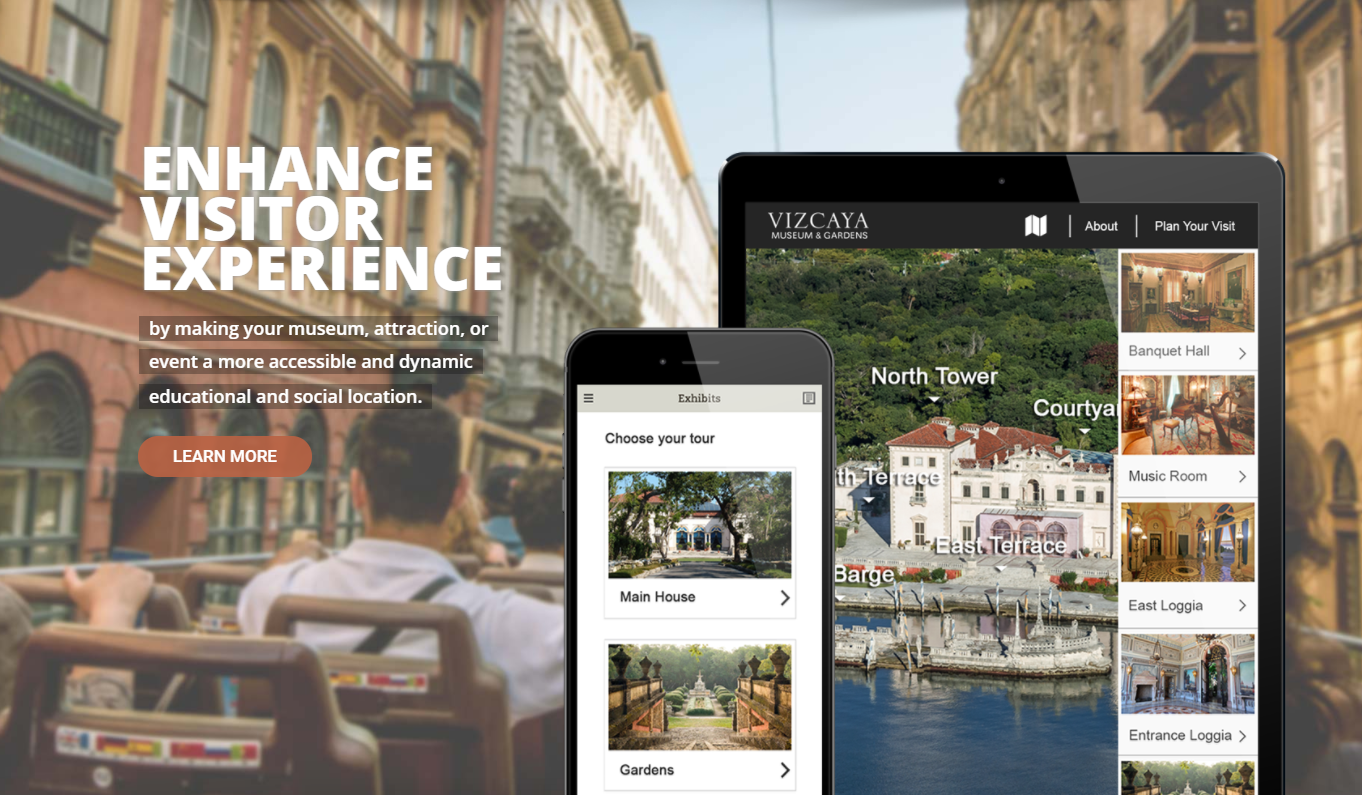 ENHANCE
VISITOR
EXPERIENCE
by making your museum, attraction, or
event a more accessible and dynamic
educational and social location.
LEARN MORE
Exhibits
Choose your tour
Main House
Gardens
VIZCAYA
MUSEUM & GARDENS
About
Plan Your Visit
North Tower
Courtya
th Terrace
East Terrace
Barge
Banquet Hall
Music Room
East Loggia
Entrance Loggia